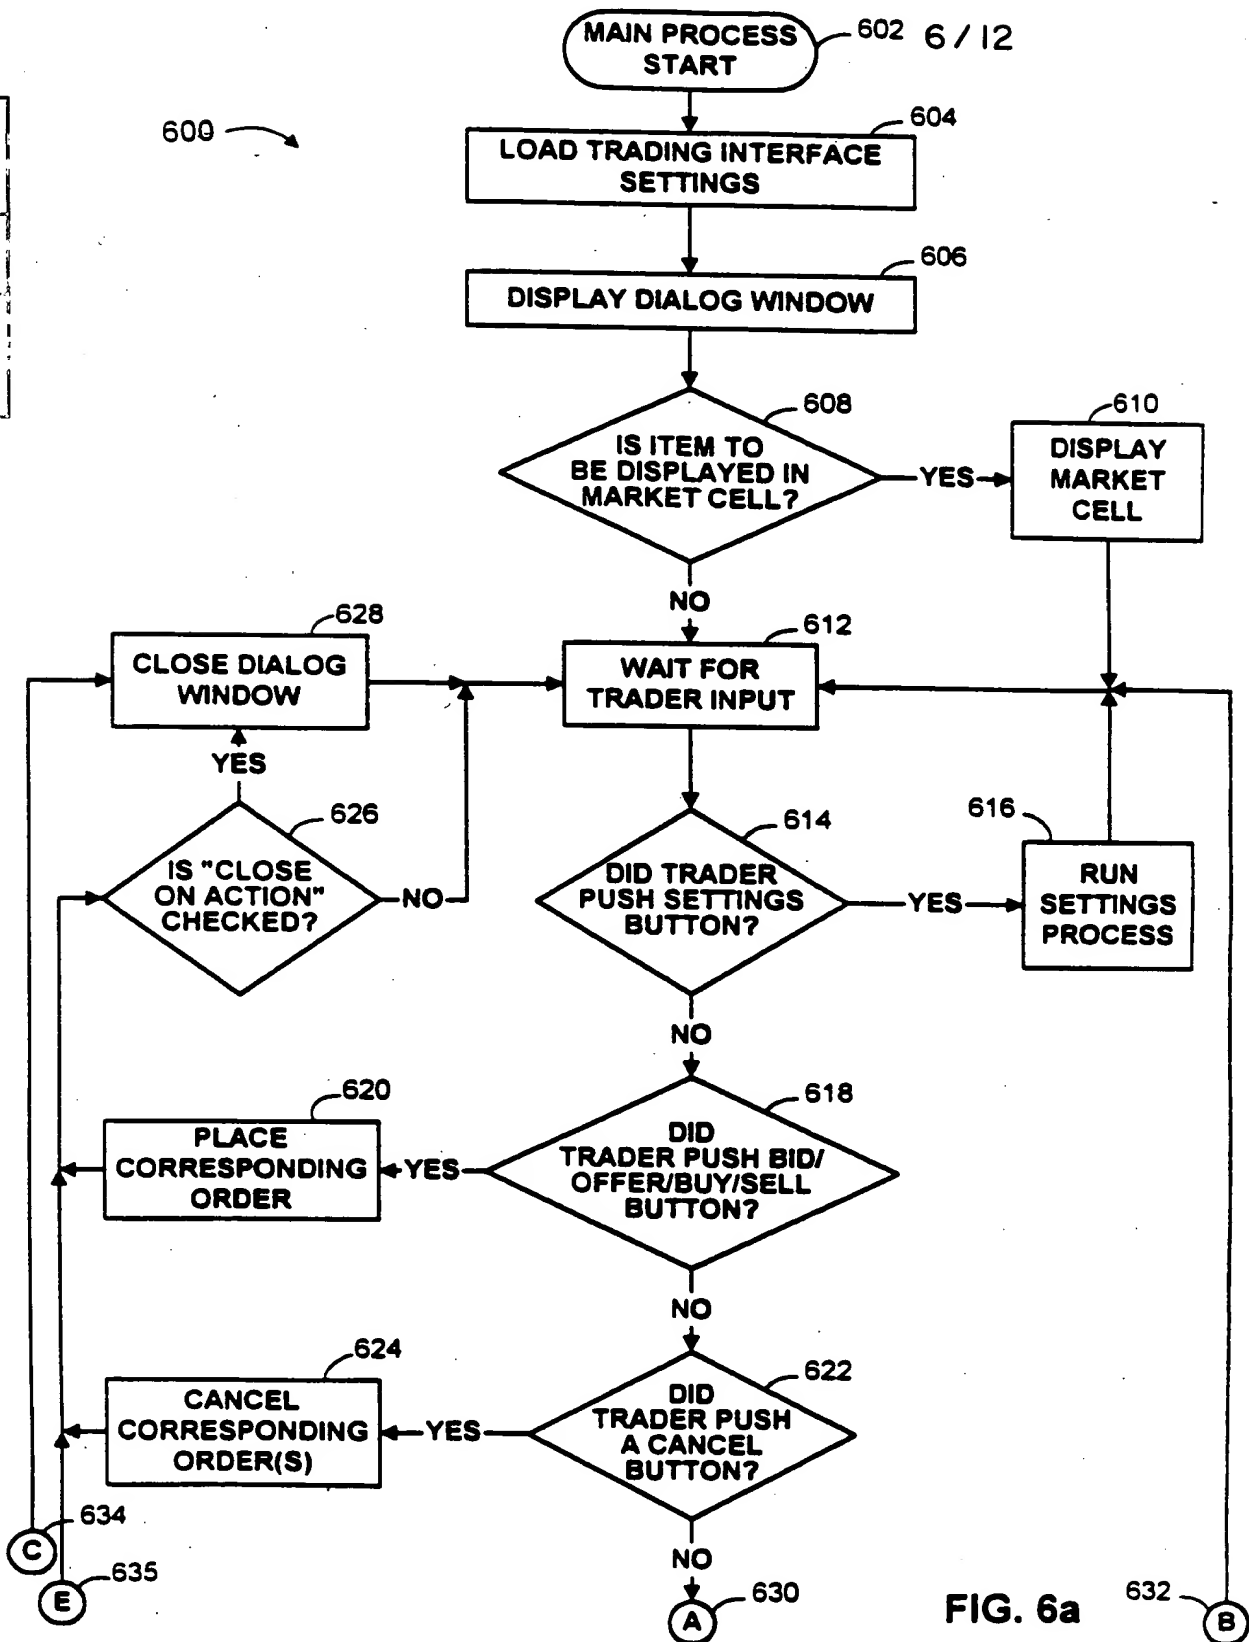 MAIN PROCESS
START
602
6/12
600
604
LOAD TRADING INTERFACE
SETTINGS
606
DISPLAY DIALOG WINDOW
608
IS ITEM TO
BE DISPLAYED IN
MARKET CELL?
YES
610
DISPLAY
MARKET
CELL
NO
628
CLOSE DIALOG
WINDOW
612
WAIT FOR
TRADER INPUT
YES
626
IS "CLOSE
ON ACTION"
CHECKED?
NO
614
DID TRADER
PUSH SETTINGS
BUTTON?
YES
616
RUN
SETTINGS
PROCESS
NO
620
PLACE
CORRESPONDING
ORDER
YES
618
DID
TRADER PUSH BID/
OFFER/BUY/SELL
BUTTON?
NO
624
CANCEL
CORRESPONDING
ORDER(S)
YES
622
DID
TRADER PUSH
A CANCEL
BUTTON?
634
C
635
E
NO
630
A
FIG. 6a
632
B